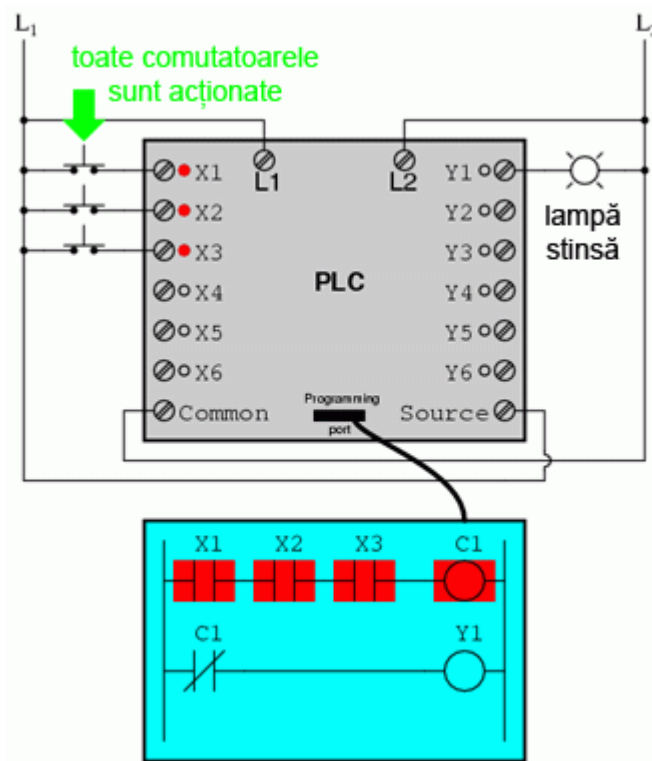 L1
L
toate comutatoarele
sunt acționate
L1
L2
X1
X2
X3
X4
X5
X6
Common
PLC
Y1
Y2
Y3
Y4
Y5
Y6
Source
lampă
stinsă
Programming
port
X1 X2 X3 C1
C1 Y1